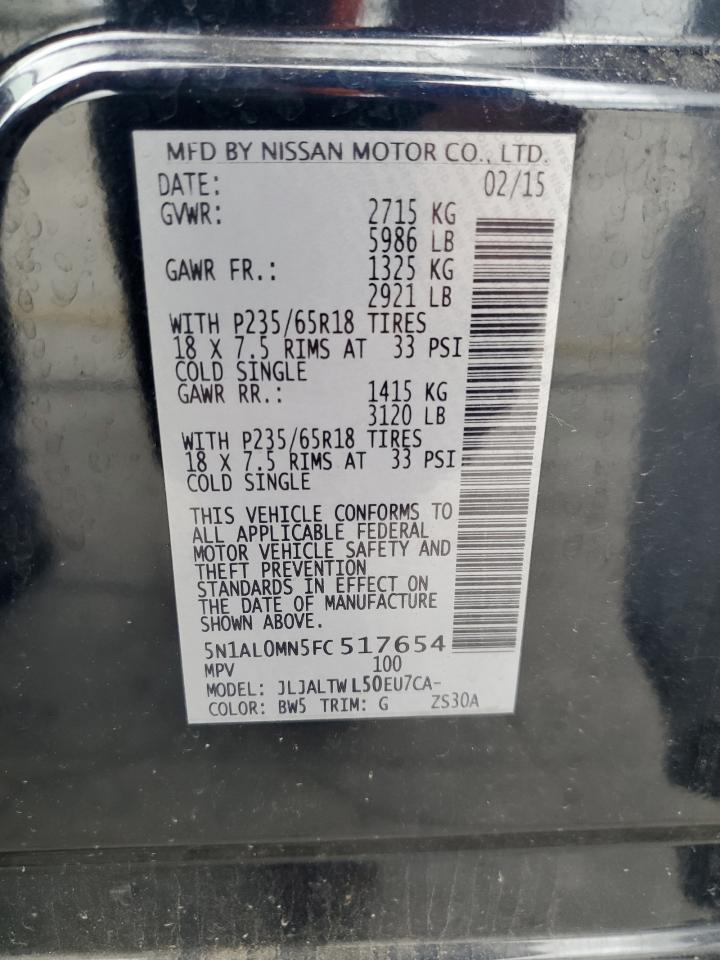 MFD BY NISSAN MOTOR CO., LTD.
DATE: 02/15
GVWR: 2715 KG
5986 LB
GAWR FR.: 1325 KG
2921 LB
WITH P235/65R18 TIRES
18 X 7.5 RIMS AT 33 PSI
COLD SINGLE
GAWR RR.: 1415 KG
3120 LB
WITH P235/65R18 TIRES
18 X 7.5 RIMS AT 33 PSI
COLD SINGLE
THIS VEHICLE CONFORMS TO
ALL APPLICABLE FEDERAL
MOTOR VEHICLE SAFETY AND
THEFT PREVENTION
STANDARDS IN EFFECT ON
THE DATE OF MANUFACTURE
SHOWN ABOVE.
5N1AL0MN5FC517654
MPV 100
MODEL: JLJALTWL50EU7CA-
COLOR: BW5 TRIM: G ZS30A